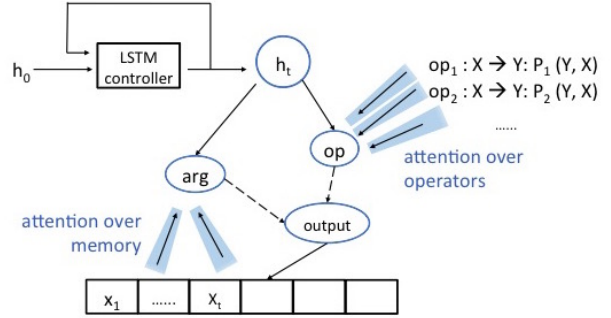 LSTM
controller
h₀
hₜ
op₁ : X → Y: P₁ (Y, X)
op₂ : X → Y: P₂ (Y, X)
......
op
attention over
operators
arg
attention over
memory
output
x₁
......
Xₜ